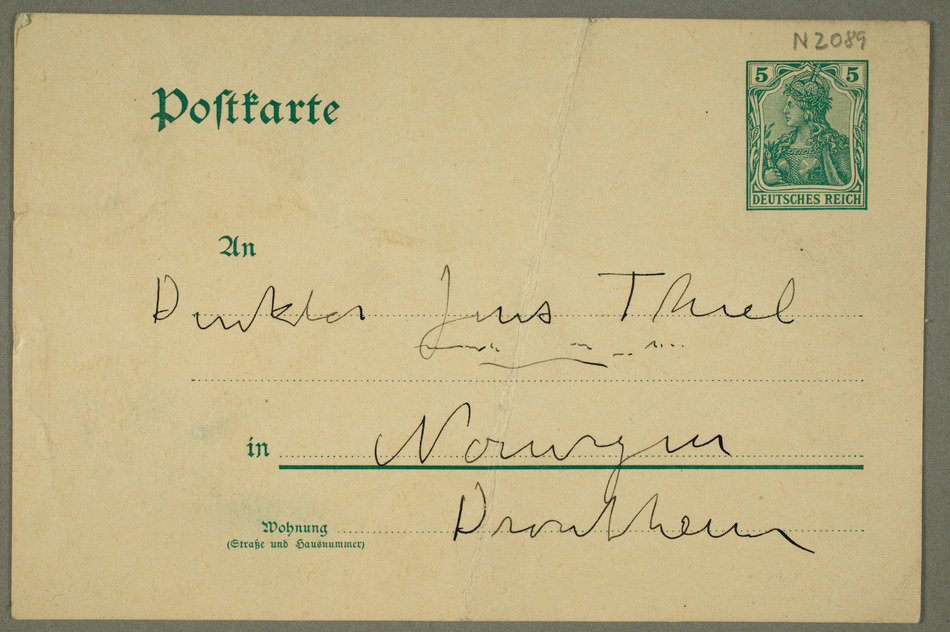 N2089
5 5
Postkarte
DEUTSCHES REICH
An
Direktor Jens Thiel
in Norwegen
Wohnung Drontheim
(Straße und Hausnummer)